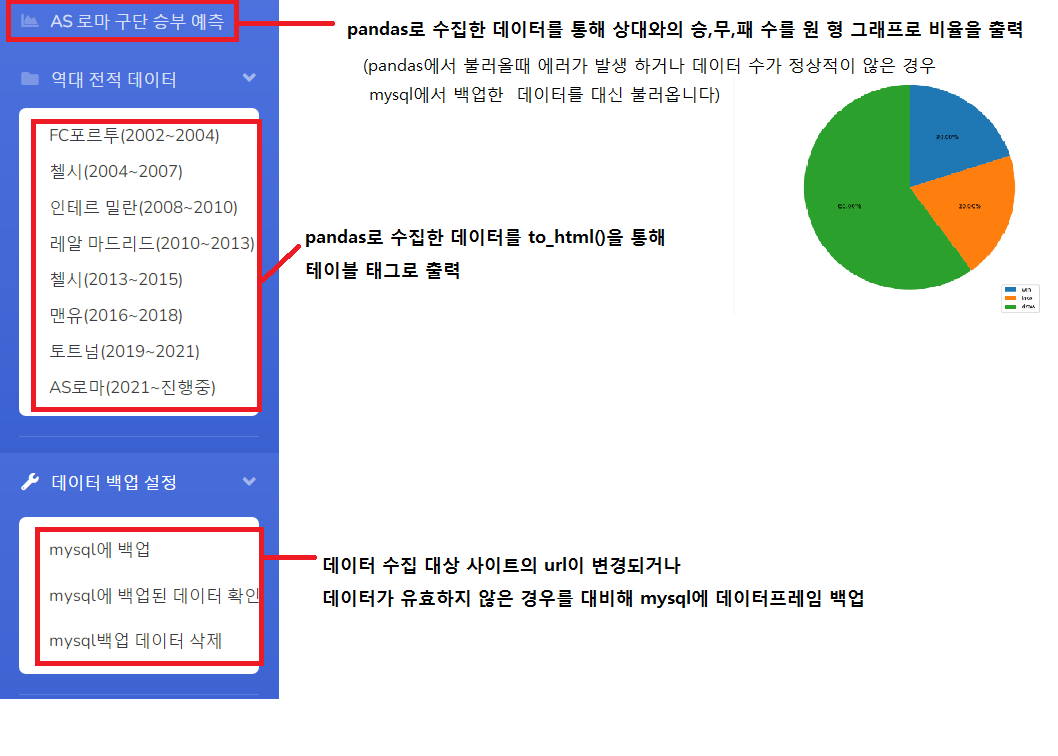 AS 로마 구단 승부 예측
pandas로 수집한 데이터를 통해 상대와의 승,무,패 수를 원 형 그래프로 비율을 출력
(pandas에서 불러올때 에러가 발생 하거나 데이터 수가 정상적이 않은 경우
mysql에서 백업한 데이터를 대신 불러옵니다)
20.00%
20.00%
60.00%
win
lose
draw
역대 전적 데이터
FC포르투(2002~2004)
첼시(2004~2007)
인테르 밀란(2008~2010)
레알 마드리드(2010~2013)
첼시(2013~2015)
맨유(2016~2018)
토트넘(2019~2021)
AS로마(2021~진행중)
pandas로 수집한 데이터를 to_html()을 통해
테이블 태그로 출력
데이터 백업 설정
mysql에 백업
mysql에 백업된 데이터 확인
mysql백업 데이터 삭제
데이터 수집 대상 사이트의 url이 변경되거나
데이터가 유효하지 않은 경우를 대비해 mysql에 데이터프레임 백업